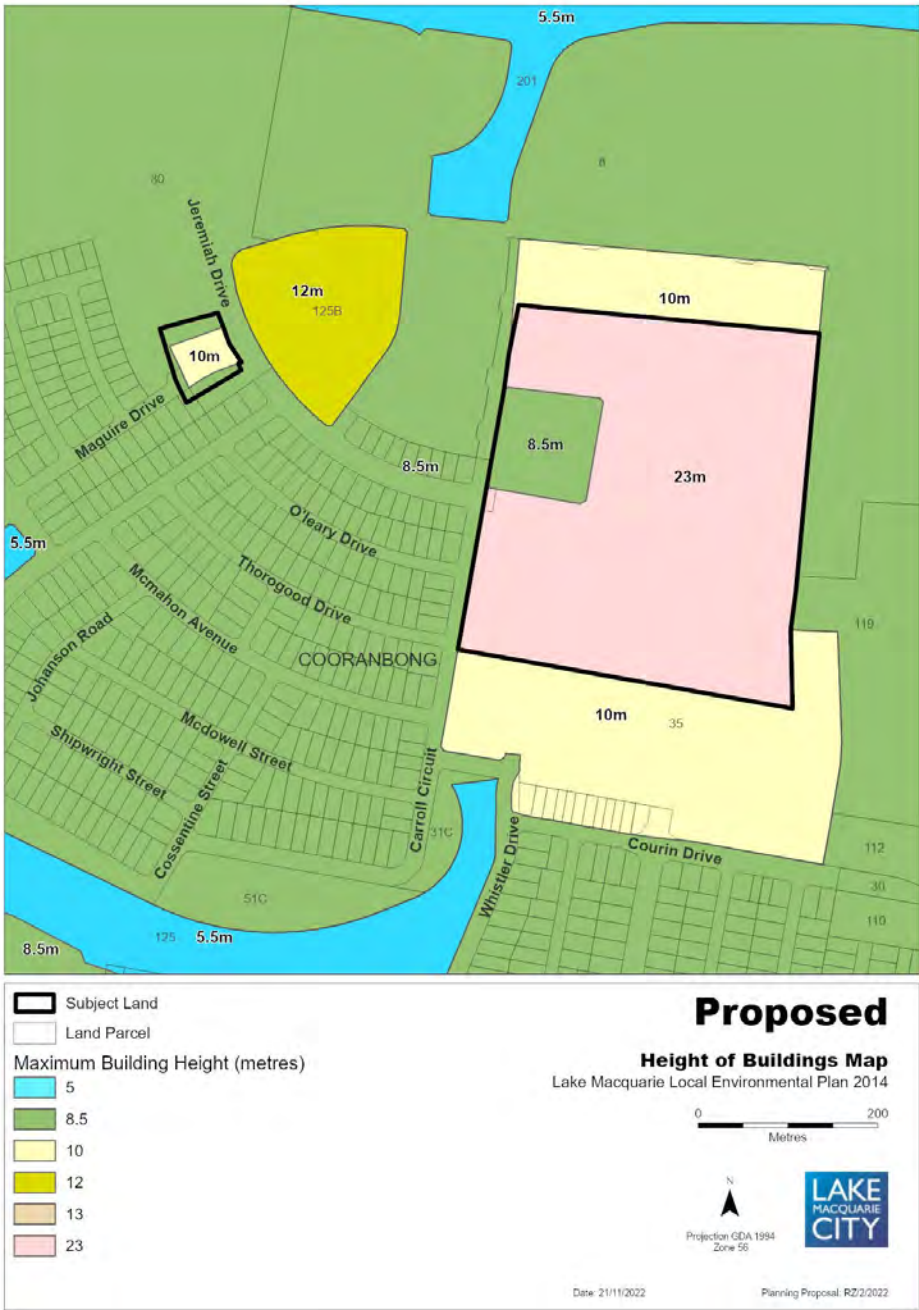 5.5m
201
8
80
Jeremiah Drive
12m
125B
10m
10m
Maguire Drive
8.5m
8.5m
23m
O'leary Drive
5.5m
Thorogood Drive
Mcmahon Avenue
119
Johanson Road
COORANBONG
10m
35
Mcdowell Street
Shipwright Street
Cossentine Street
Carroll Circuit
31C
Whistler Drive
Courin Drive
112
30
110
51C
125
5.5m
8.5m
Subject Land
Land Parcel
Maximum Building Height (metres)
5
8.5
10
12
13
23
Proposed
Height of Buildings Map
Lake Macquarie Local Environmental Plan 2014
0 200
Metres
N
Projection GDA 1994
Zone 56
LAKE
MACQUARIE
CITY
Date: 21/11/2022
Planning Proposal: RZ/2/2022